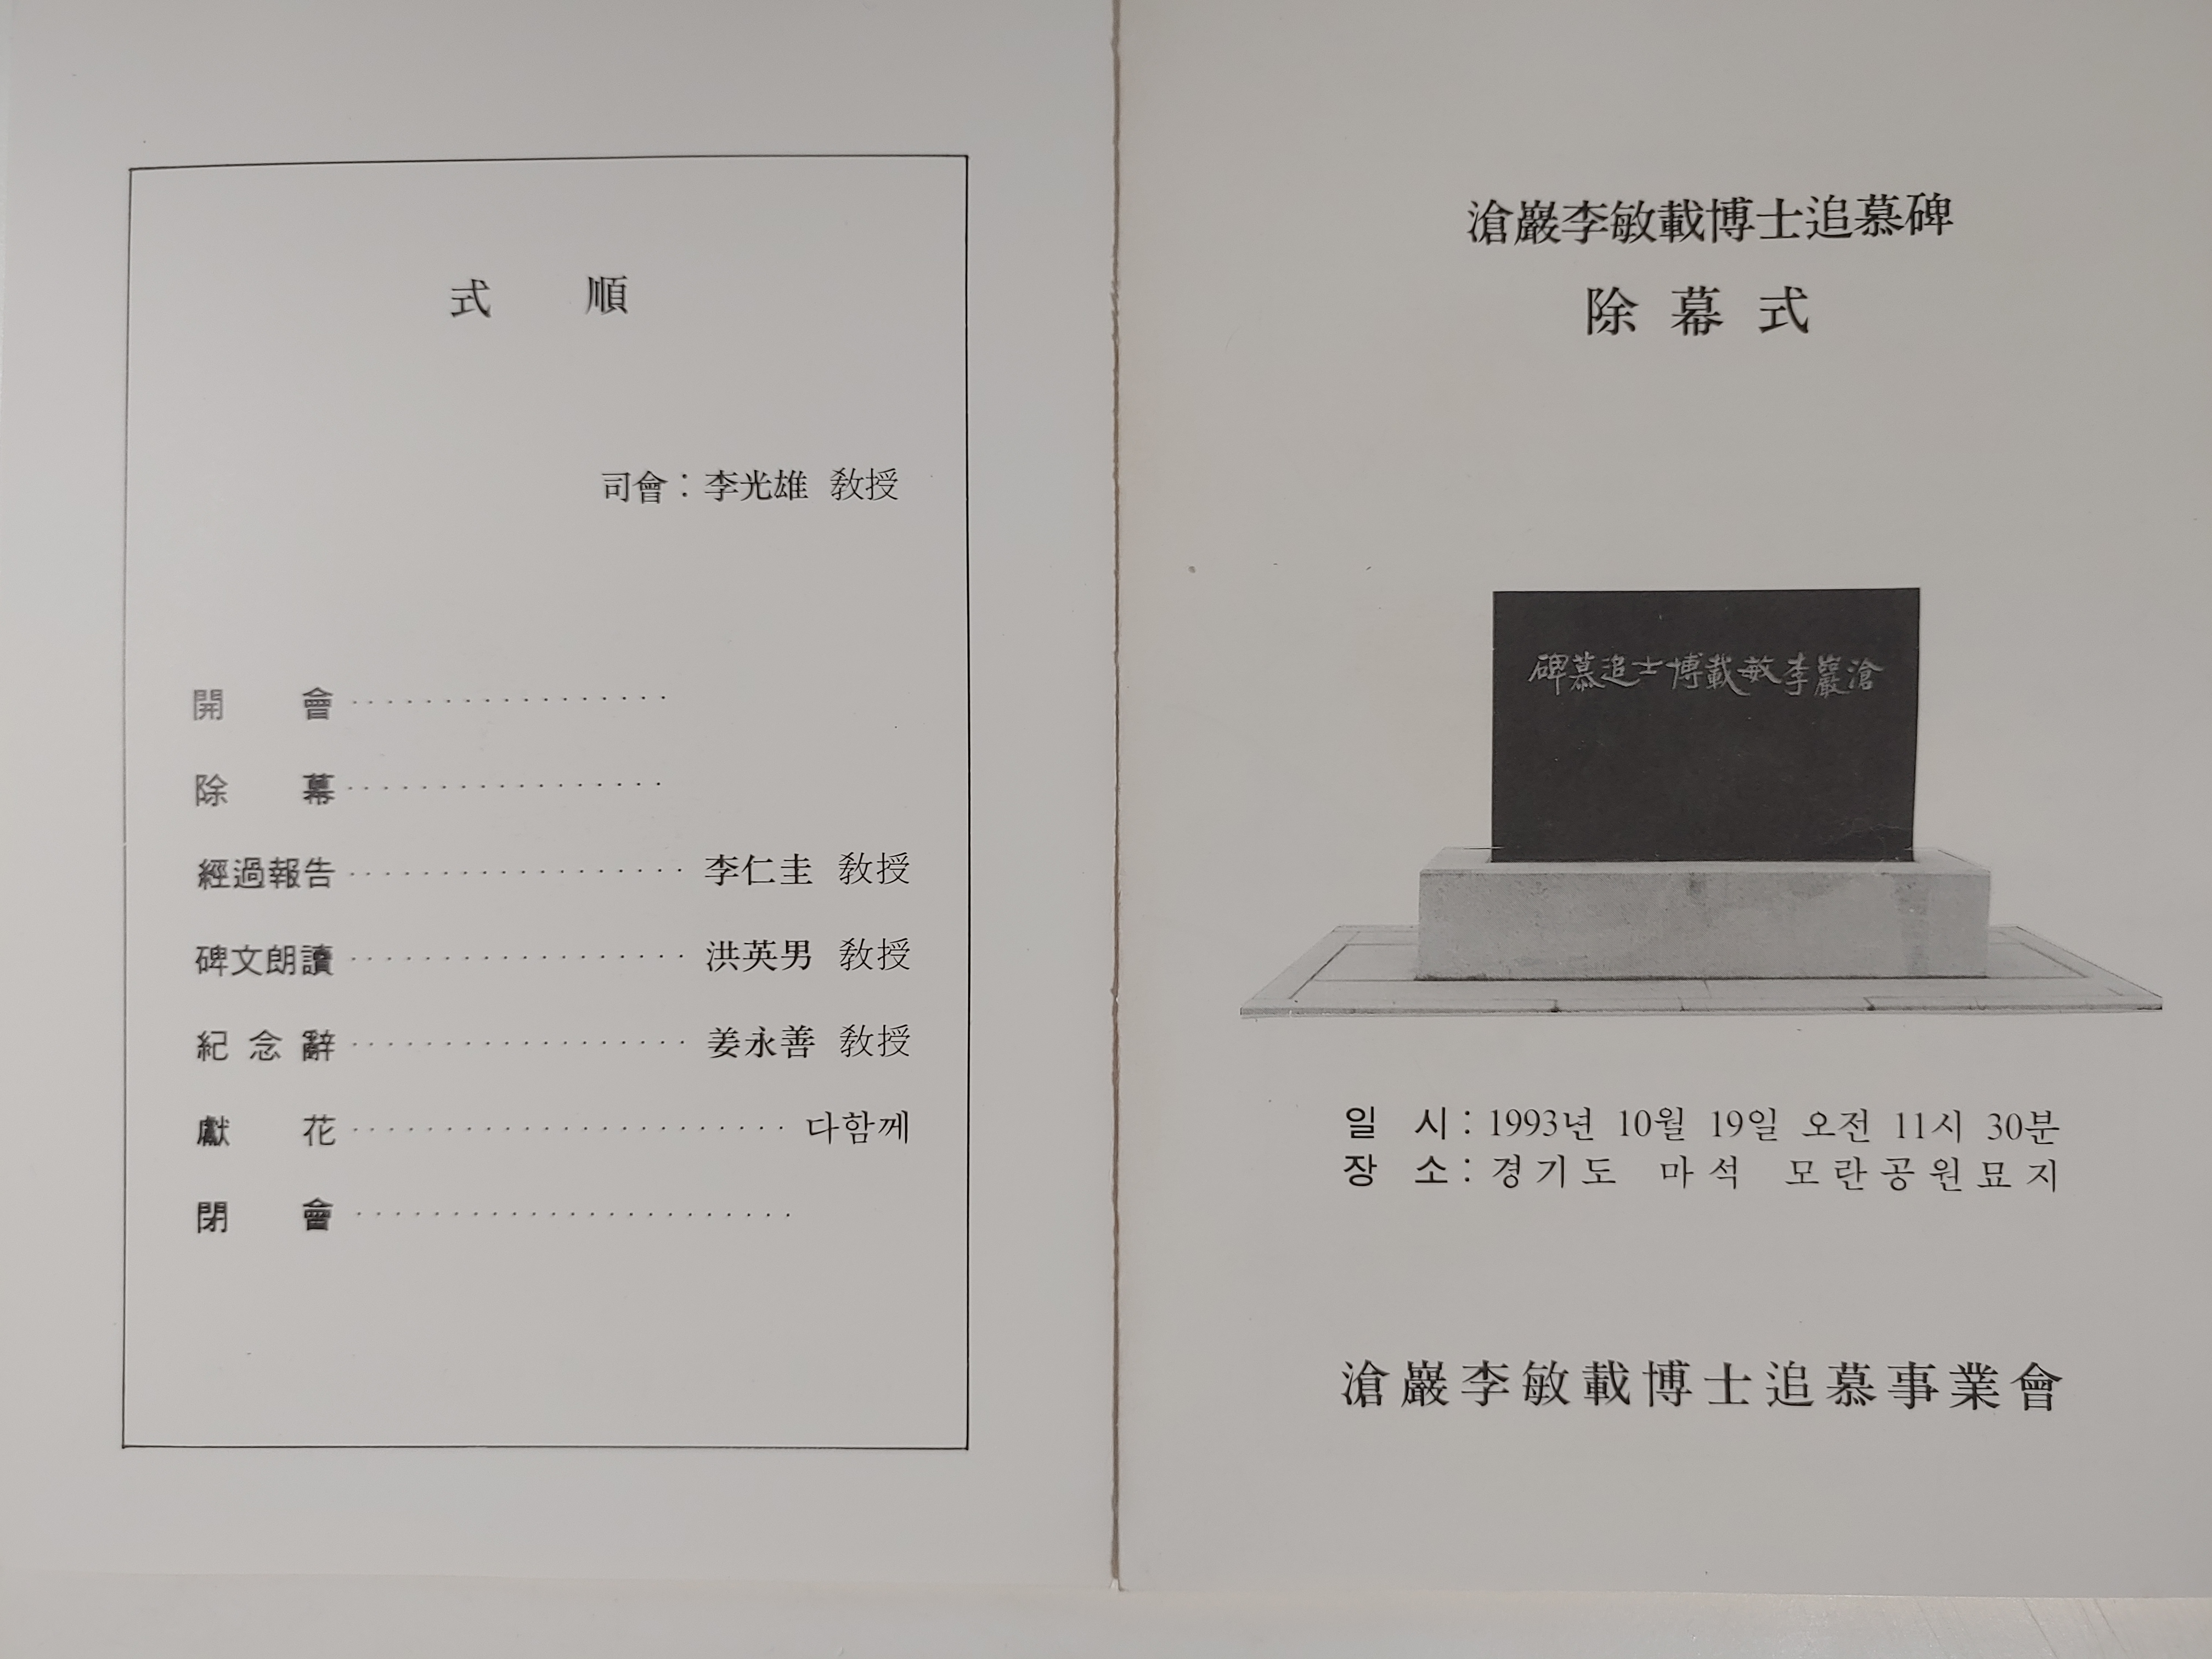 式 順
司會 : 李光雄 敎授
開 會 ·················
除 幕 ·················
經過報告 ··················· 李仁圭 敎授
碑文朗讀 ··················· 洪英男 敎授
紀念辭 ··················· 姜永善 敎授
獻 花 ························ 다함께
閉 會 ························
滄巖李敏載博士追慕碑
除幕式
碑慕追士博載敏李巖滄
일 시 : 1993년 10월 19일 오전 11시 30분
장 소 : 경기도 마석 모란공원묘지
滄巖李敏載博士追慕事業會